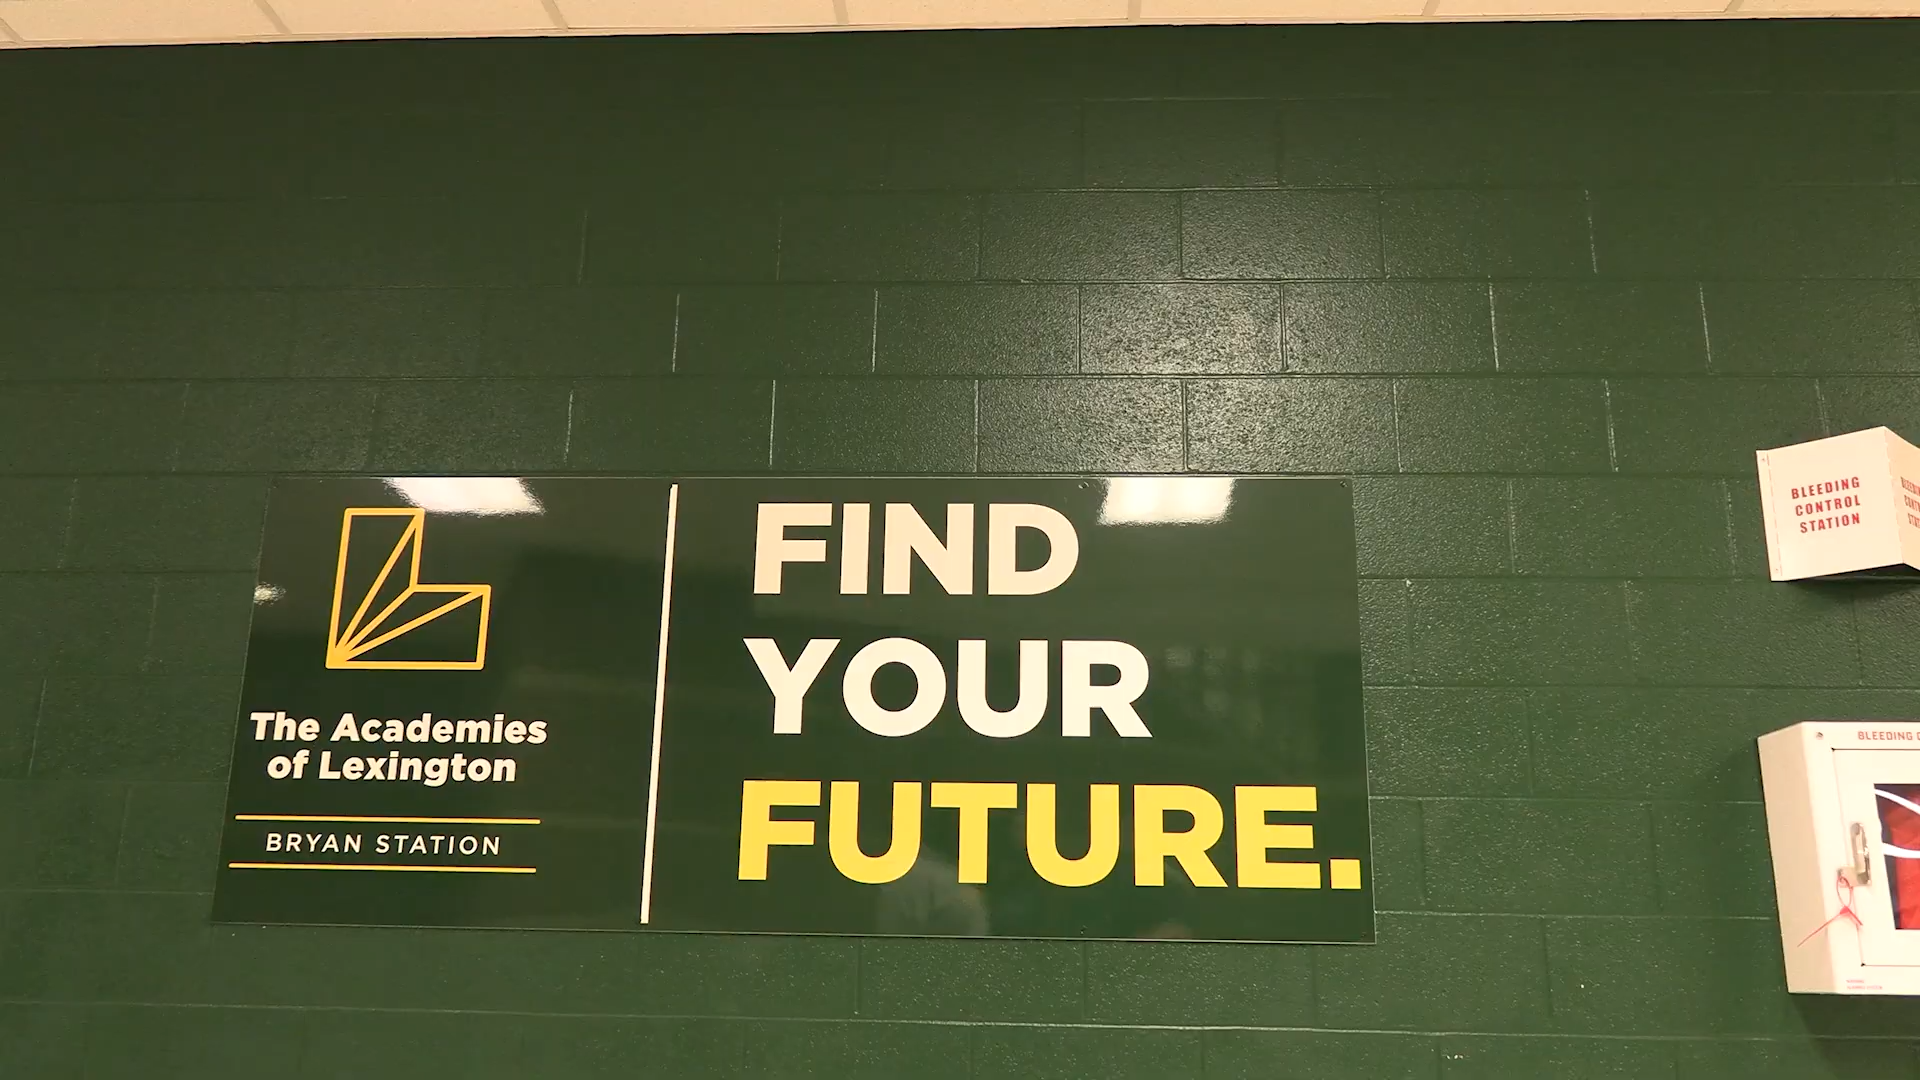 The Academies
of Lexington
BRYAN STATION
FIND
YOUR
FUTURE.
BLEEDING
CONTROL
STATION
BLEEDING